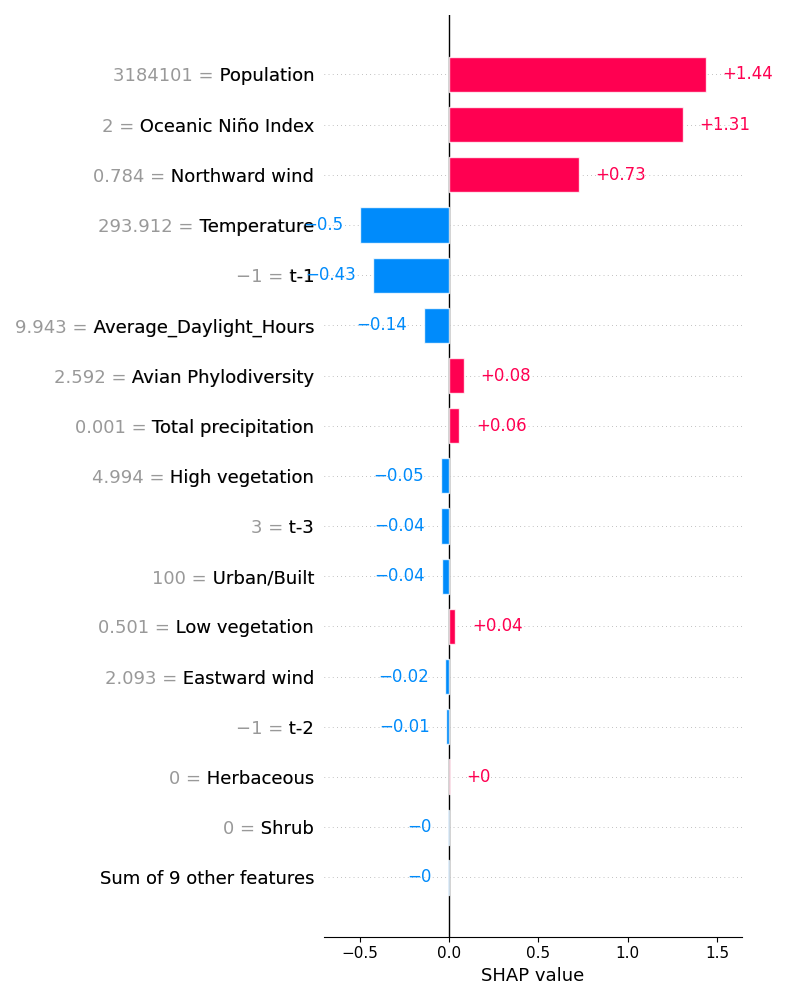 3184101 = Population +1.44
2 = Oceanic Niño Index +1.31
0.784 = Northward wind +0.73
293.912 = Temperature −0.5
−1 = t-1 −0.43
9.943 = Average_Daylight_Hours −0.14
2.592 = Avian Phylodiversity +0.08
0.001 = Total precipitation +0.06
4.994 = High vegetation −0.05
3 = t-3 −0.04
100 = Urban/Built −0.04
0.501 = Low vegetation +0.04
2.093 = Eastward wind −0.02
−1 = t-2 −0.01
0 = Herbaceous +0
0 = Shrub −0
Sum of 9 other features −0
−0.5 0.0 0.5 1.0 1.5
SHAP value